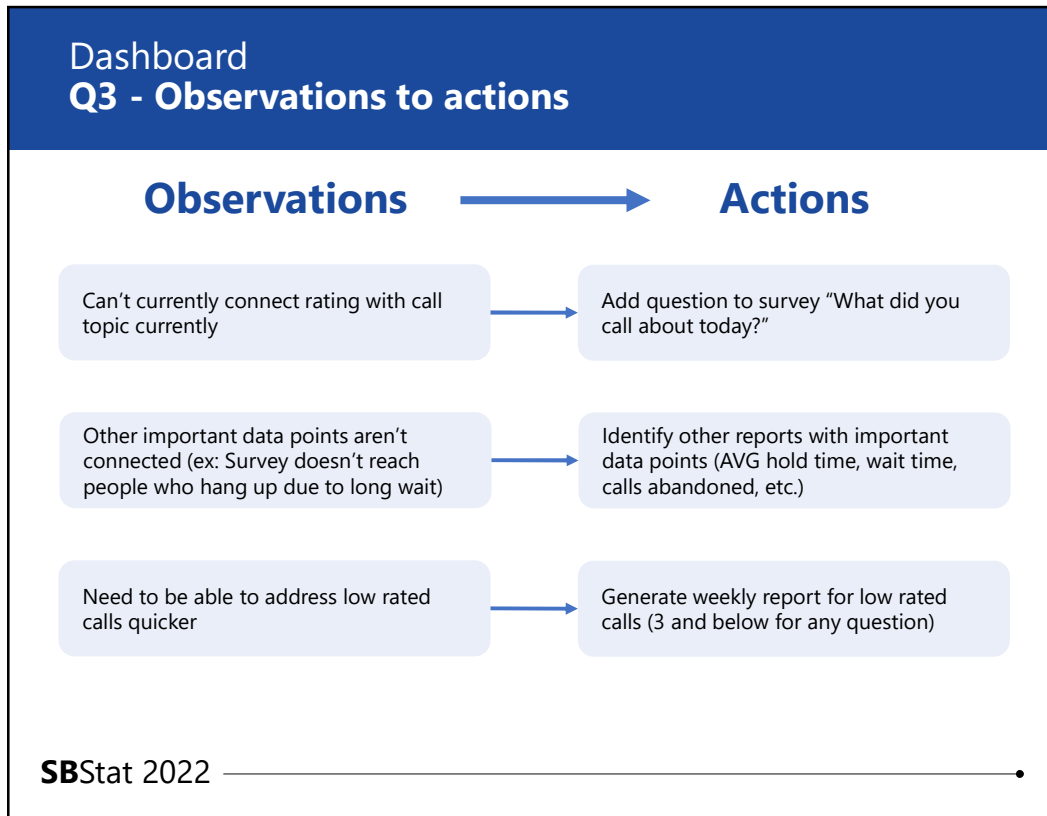 Dashboard
Q3 - Observations to actions
Observations
Actions
Can’t currently connect rating with call
topic currently
Add question to survey “What did you
call about today?”
Other important data points aren’t
connected (ex: Survey doesn’t reach
people who hang up due to long wait)
Identify other reports with important
data points (AVG hold time, wait time,
calls abandoned, etc.)
Need to be able to address low rated
calls quicker
Generate weekly report for low rated
calls (3 and below for any question)
SBStat 2022